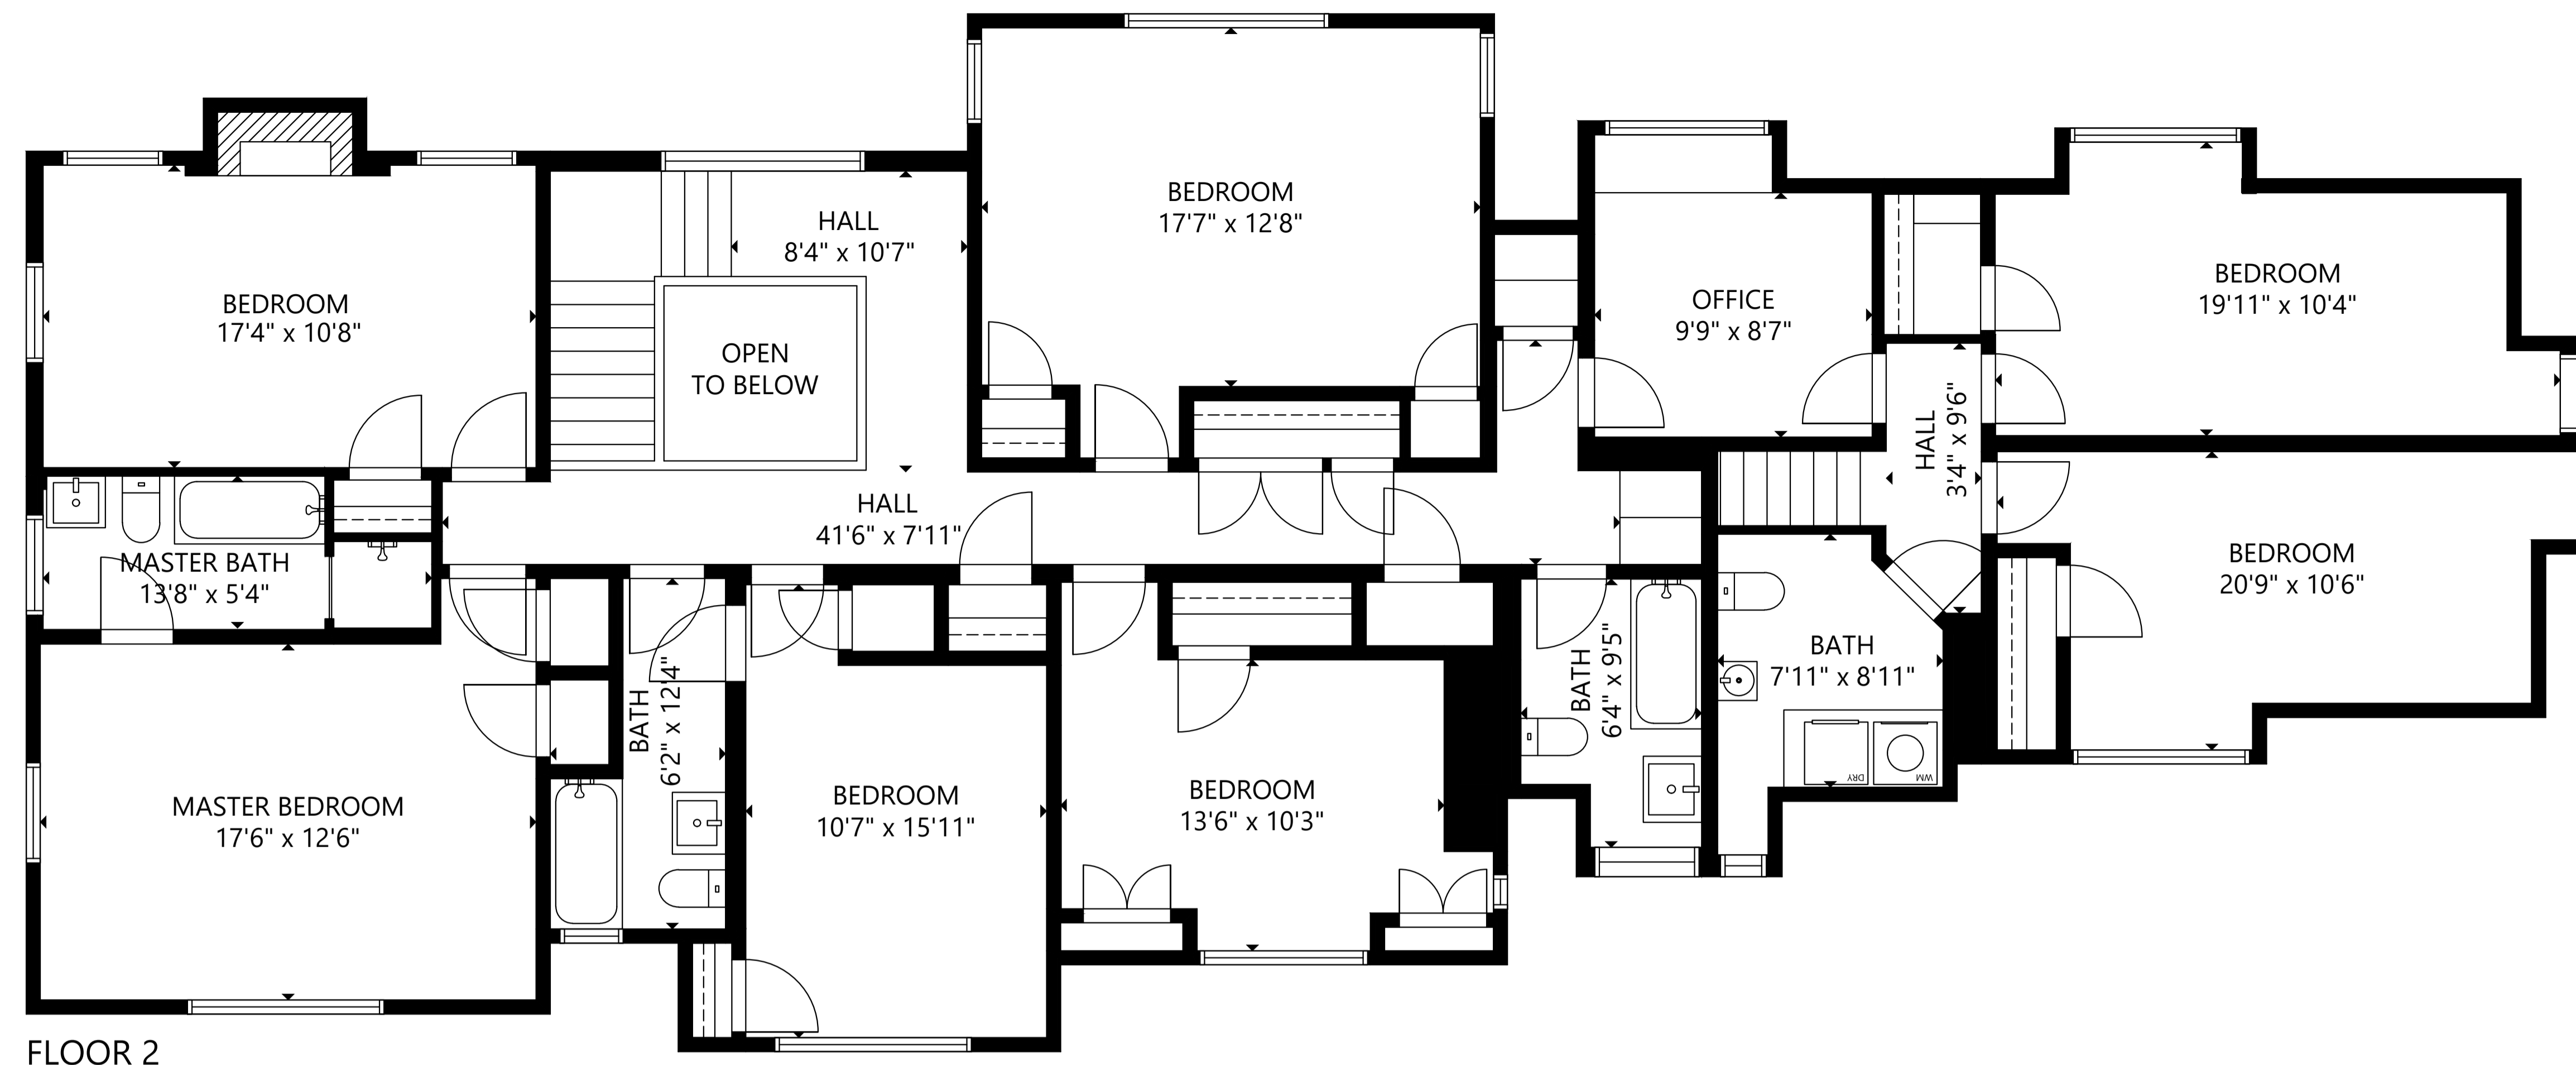 BEDROOM
17'7" x 12'8"
HALL
8'4" x 10'7"
BEDROOM
17'4" x 10'8"
OPEN
TO BELOW
OFFICE
9'9" x 8'7"
BEDROOM
19'11" x 10'4"
HALL
3'4" x 9'6"
HALL
41'6" x 7'11"
MASTER BATH
13'8" x 5'4"
BEDROOM
20'9" x 10'6"
BATH
6'2" x 12'4"
BATH
6'4" x 9'5"
BATH
7'11" x 8'11"
DRY
WM
MASTER BEDROOM
17'6" x 12'6"
BEDROOM
10'7" x 15'11"
BEDROOM
13'6" x 10'3"
FLOOR 2